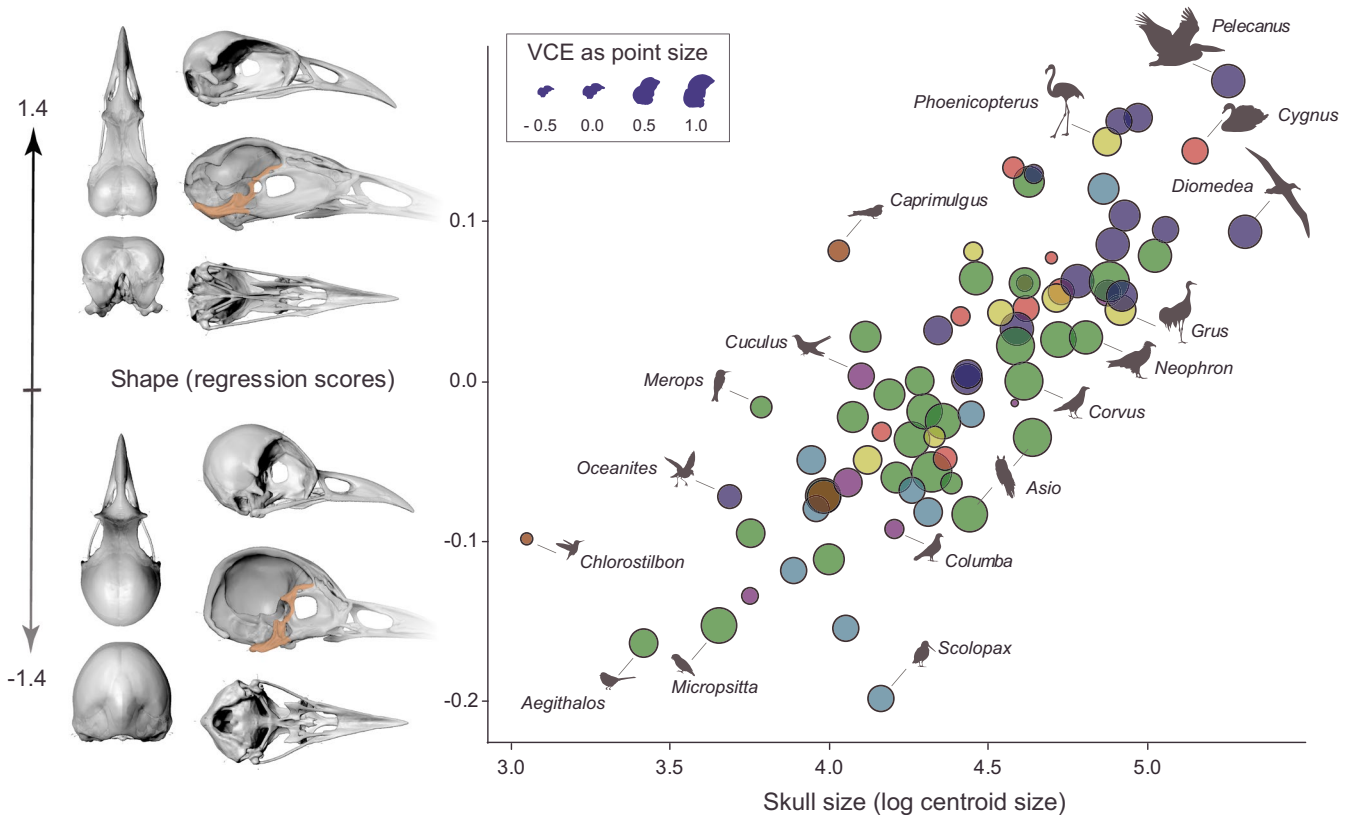 1.4
Shape (regression scores)
-1.4
VCE as point size
- 0.5
0.0
0.5
1.0
Pelecanus
Phoenicopterus
Cygnus
Diomedea
Caprimulgus
Grus
Cuculus
Neophron
Merops
Corvus
Oceanites
Asio
Chlorostilbon
Columba
Scolopax
Micropsitta
Aegithalos
0.1
0.0
-0.1
-0.2
3.0
3.5
4.0
4.5
5.0
Skull size (log centroid size)